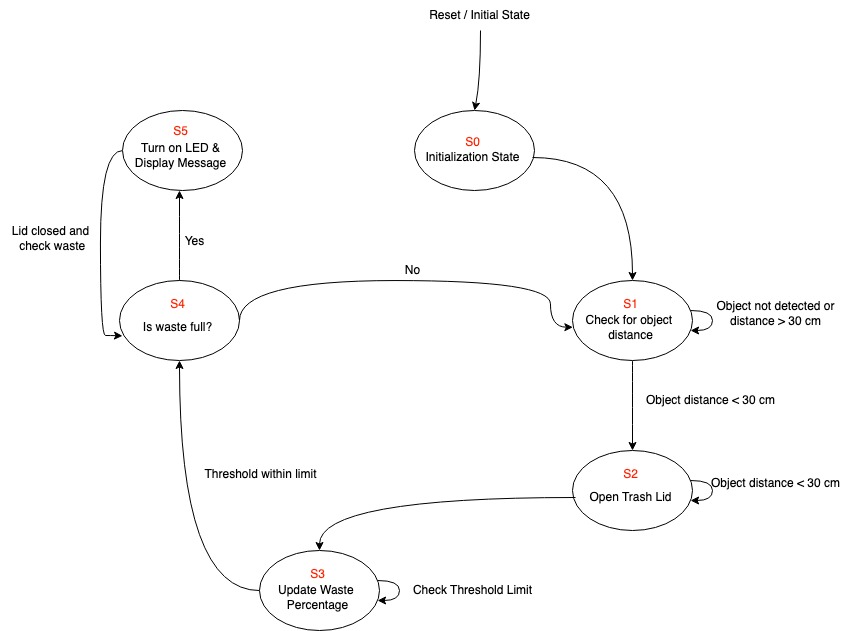 Reset / Initial State
S0
Initialization State
S5
Turn on LED &
Display Message
Lid closed and
check waste
Yes
No
S4
Is waste full?
S1
Check for object
distance
Object not detected or
distance > 30 cm
Object distance < 30 cm
S2
Open Trash Lid
Object distance < 30 cm
Threshold within limit
S3
Update Waste
Percentage
Check Threshold Limit